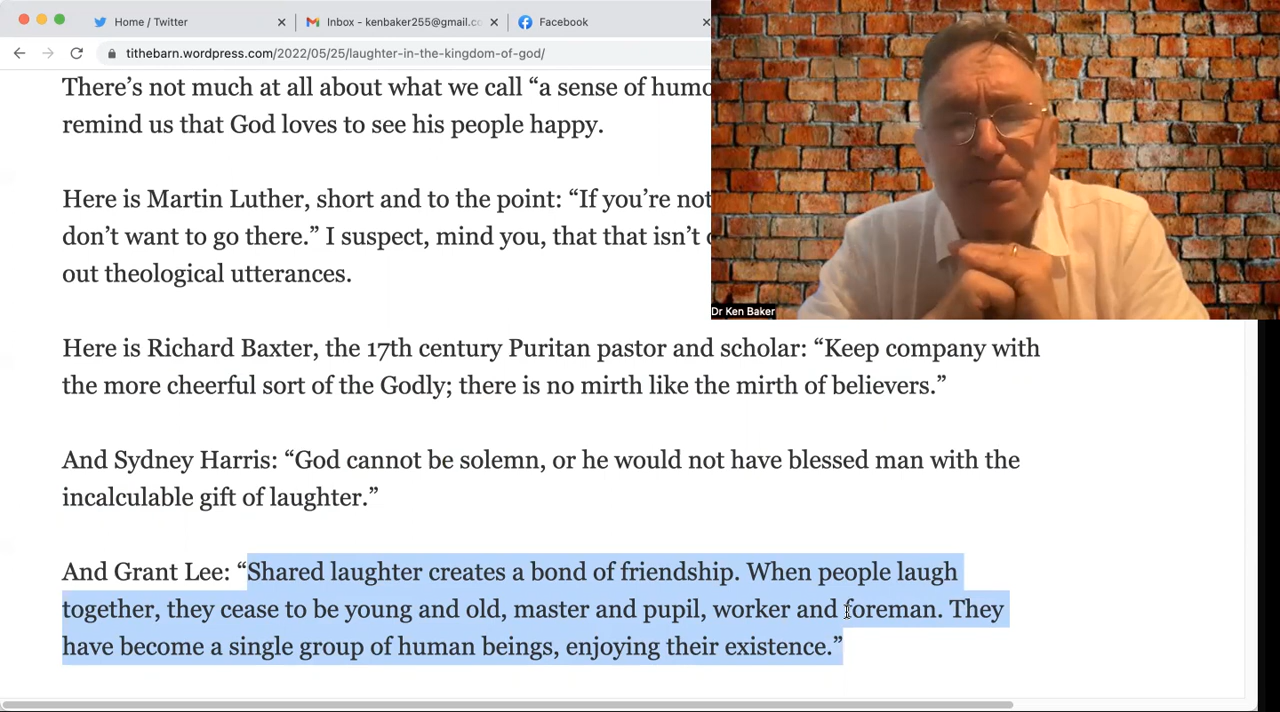 Home / Twitter
Inbox - kenbaker255@gmail.co
Facebook
tithebarn.wordpress.com/2022/05/25/laughter-in-the-kingdom-of-god/
There’s not much at all about what we call “a sense of humo
remind us that God loves to see his people happy.
Here is Martin Luther, short and to the point: “If you’re not
don’t want to go there.” I suspect, mind you, that that isn’t
out theological utterances.
Dr Ken Baker
Here is Richard Baxter, the 17th century Puritan pastor and scholar: “Keep company with
the more cheerful sort of the Godly; there is no mirth like the mirth of believers.”
And Sydney Harris: “God cannot be solemn, or he would not have blessed man with the
incalculable gift of laughter.”
And Grant Lee: “Shared laughter creates a bond of friendship. When people laugh
together, they cease to be young and old, master and pupil, worker and foreman. They
have become a single group of human beings, enjoying their existence.”